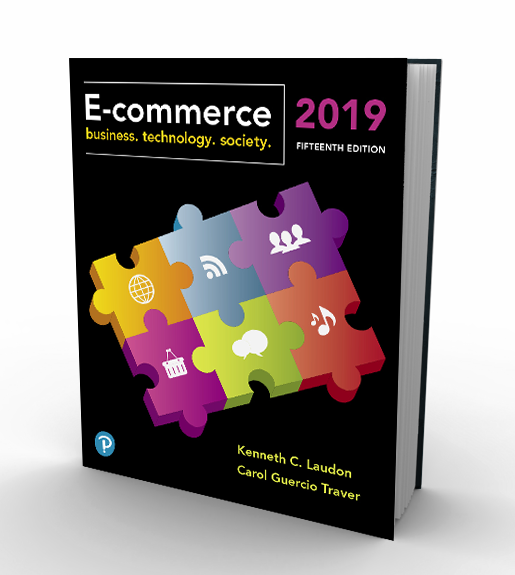 E-commerce
business. technology. society.
2019
FIFTEENTH EDITION
P
Kenneth C. Laudon
Carol Guercio Traver